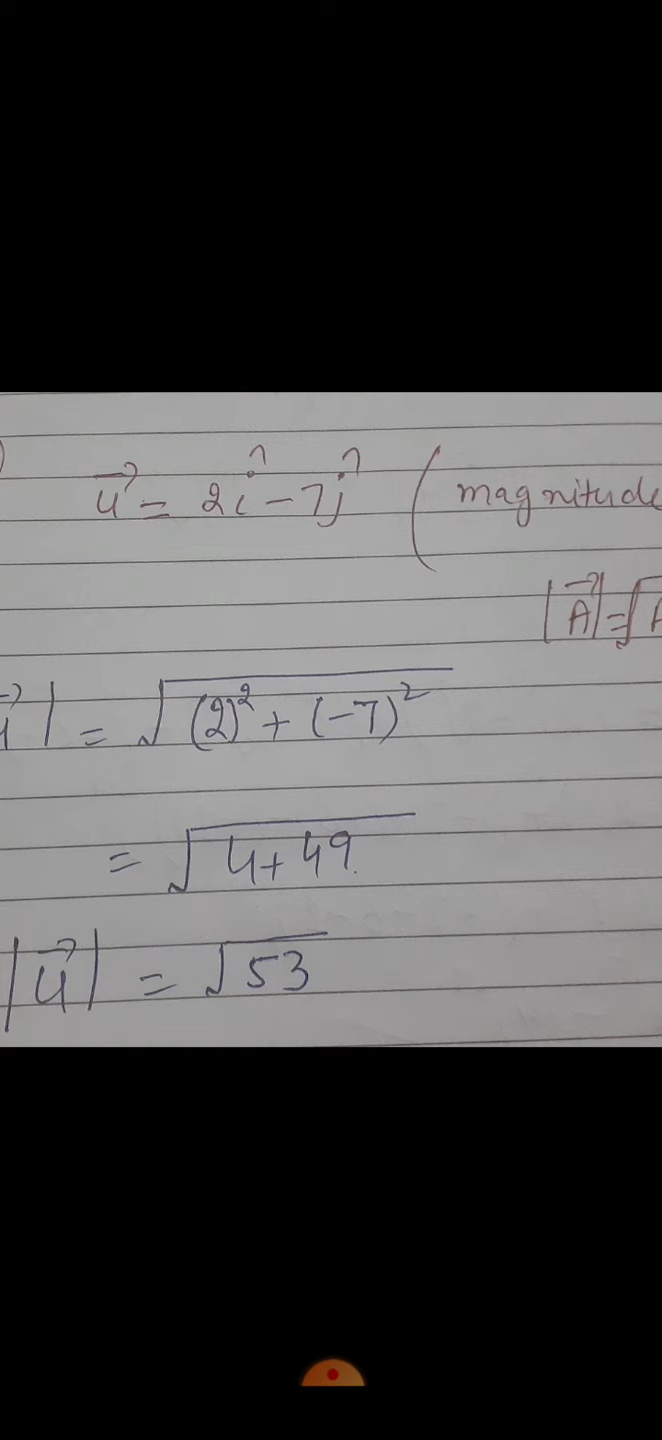 ) u⃗ = 2î - 7ĵ ( magnitude
|A⃗| = √A
u⃗ | = √(2)² + (-7)²
= √4+49.
|u⃗| = √53